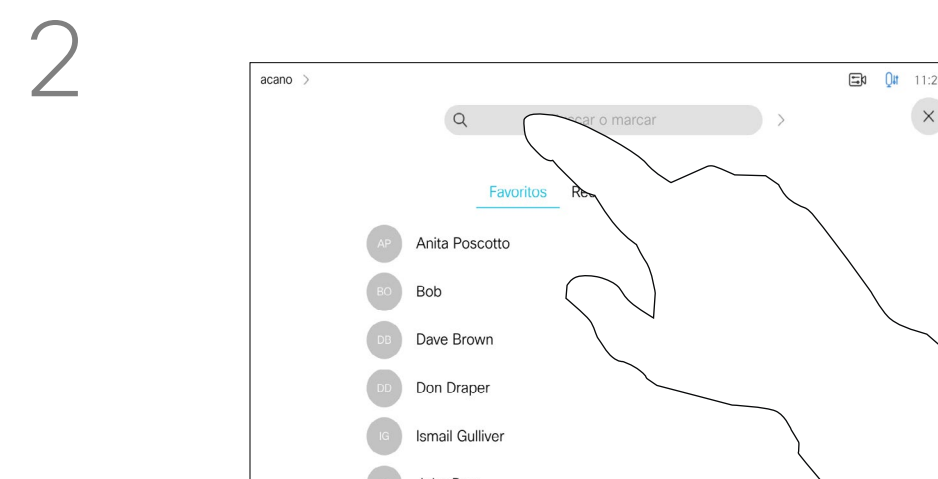 2
acano >
11:2
car o marcar >
Favoritos
AP Anita Poscotto
BO Bob
DB Dave Brown
DD Don Draper
IG Ismail Gulliver